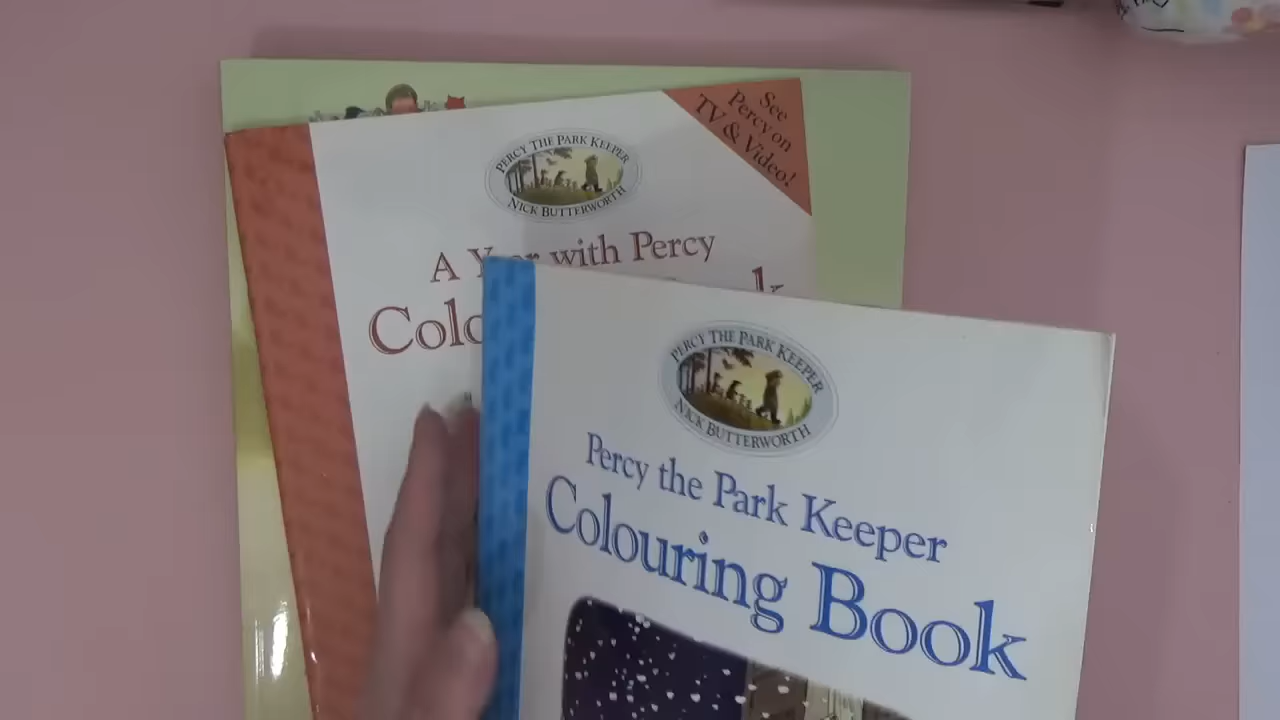 See
Percy on
TV & Video!
PERCY THE PARK KEEPER
NICK BUTTERWORTH
A Year with Percy
PERCY THE PARK KEEPER
NICK BUTTERWORTH
Percy the Park Keeper
Colouring Book